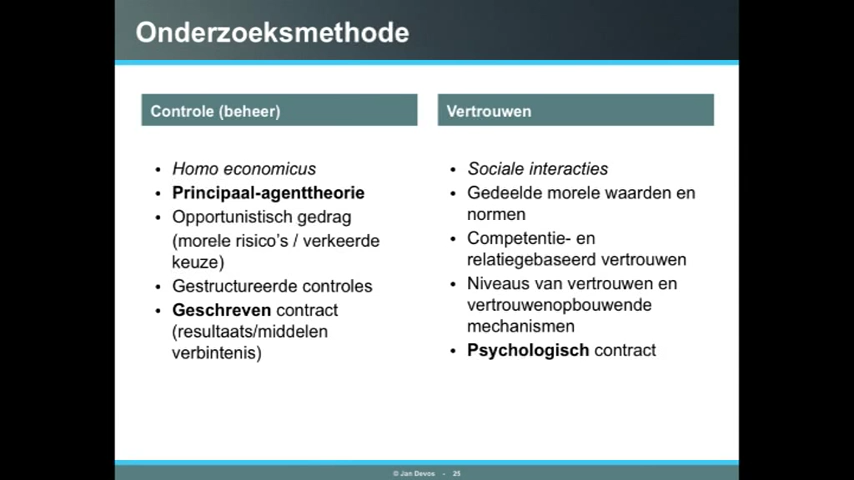 Onderzoeksmethode
Controle (beheer)
• Homo economicus
• Principaal-agenttheorie
• Opportunistisch gedrag
(morele risico's / verkeerde
keuze)
• Gestructureerde controles
• Geschreven contract
(resultaats/middelen
verbintenis)
Vertrouwen
• Sociale interacties
• Gedeelde morele waarden en
normen
• Competentie- en
relatiegebaseerd vertrouwen
• Niveaus van vertrouwen en
vertrouwenopbouwende
mechanismen
• Psychologisch contract
© Jan Devos - 25